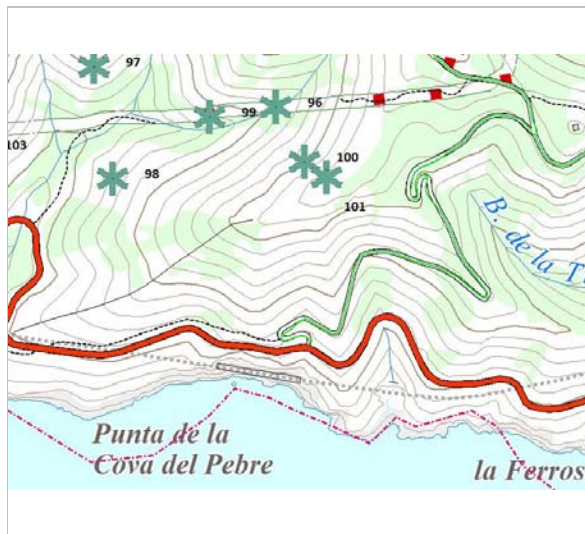 97
99
96
103
100
98
101
B. de la T
Punta de la
Cova del Pebre
la Ferros